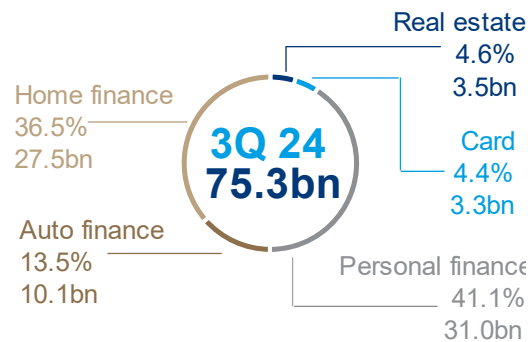 Real estate
4.6%
3.5bn
Home finance
36.5%
27.5bn
3Q 24
75.3bn
Card
4.4%
3.3bn
Auto finance
13.5%
10.1bn
Personal finance
41.1%
31.0bn